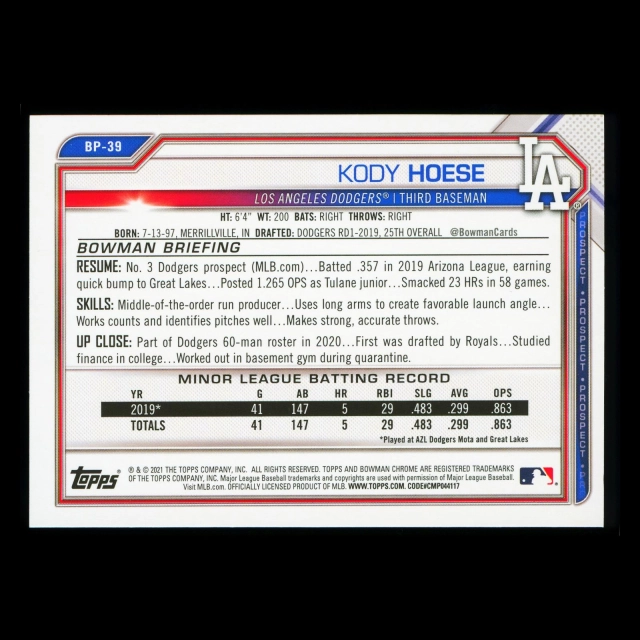 BP-39
KODY HOESE
LOS ANGELES DODGERS® | THIRD BASEMAN
LA
®
HT: 6'4" WT: 200 BATS: RIGHT THROWS: RIGHT
BORN: 7-13-97, MERRILLVILLE, IN DRAFTED: DODGERS RD1-2019, 25TH OVERALL @BowmanCards
BOWMAN BRIEFING
RESUME: No. 3 Dodgers prospect (MLB.com)...Batted .357 in 2019 Arizona League, earning
quick bump to Great Lakes...Posted 1.265 OPS as Tulane junior...Smacked 23 HRs in 58 games.
SKILLS: Middle-of-the-order run producer...Uses long arms to create favorable launch angle...
Works counts and identifies pitches well...Makes strong, accurate throws.
UP CLOSE: Part of Dodgers 60-man roster in 2020...First was drafted by Royals...Studied
finance in college...Worked out in basement gym during quarantine.
MINOR LEAGUE BATTING RECORD
YR G AB HR RBI SLG AVG OPS
2019* 41 147 5 29 .483 .299 .863
TOTALS 41 147 5 29 .483 .299 .863
*Played at AZL Dodgers Mota and Great Lakes
PROSPECT • PROSPECT • PROSPECT • PROSPECT • PR
Topps®
® & © 2021 THE TOPPS COMPANY, INC. ALL RIGHTS RESERVED. TOPPS AND BOWMAN CHROME ARE REGISTERED TRADEMARKS
OF THE TOPPS COMPANY, INC. Major League Baseball trademarks and copyrights are used with permission of Major League Baseball.
Visit MLB.com. OFFICIALLY LICENSED PRODUCT OF MLB. WWW.TOPPS.COM. CODE#CMP044117